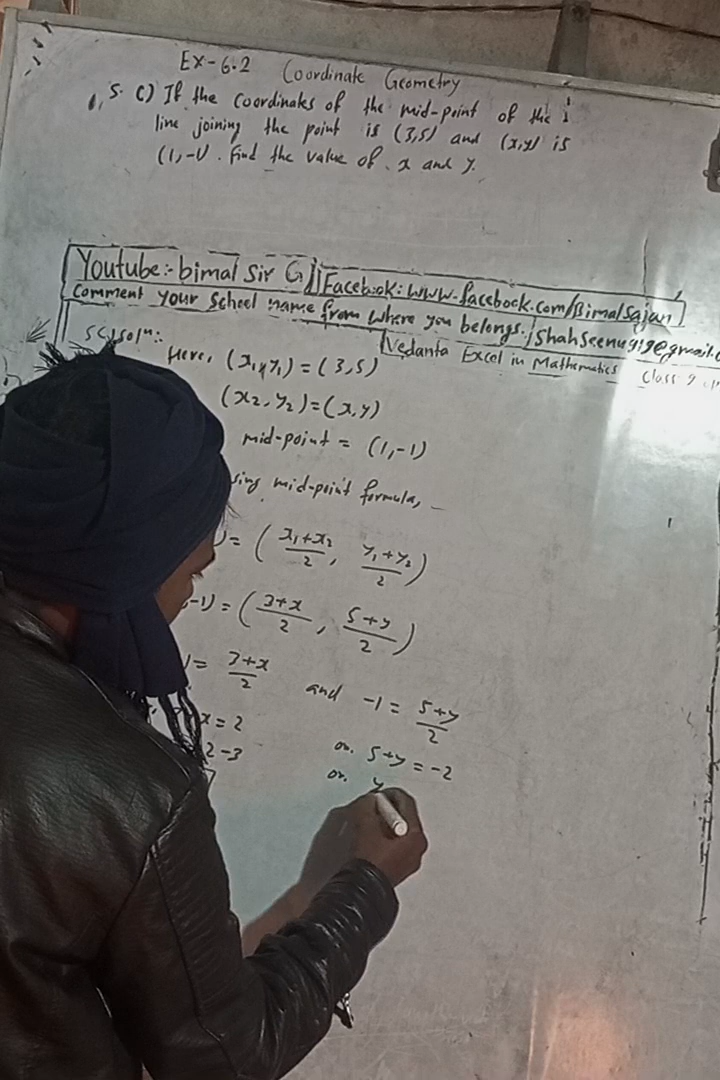 Ex-6.2 Coordinate Geometry
5. c) If the coordinates of the mid-point of the
line joining the point is (3,5) and (x,y) is
(1,-1). Find the value of x and y.
Youtube:- bimal Sir G
Facebook: www.facebook.com/Bimalsajan
Comment your School name from where you belongs.
Vedanta Excel in Mathematics Class 9
Solⁿ:-
Here, (x₁,y₁) = (3,5)
(x₂,y₂) = (x,y)
mid-point = (1,-1)
sing mid-point formula,
) = (x₁+x₂/2, y₁+y₂/2)
-1) = (3+x/2, 5+y/2)
= 3+x/2 and -1 = 5+y/2
x = 2 or, 5+y = -2
2-3 or, y